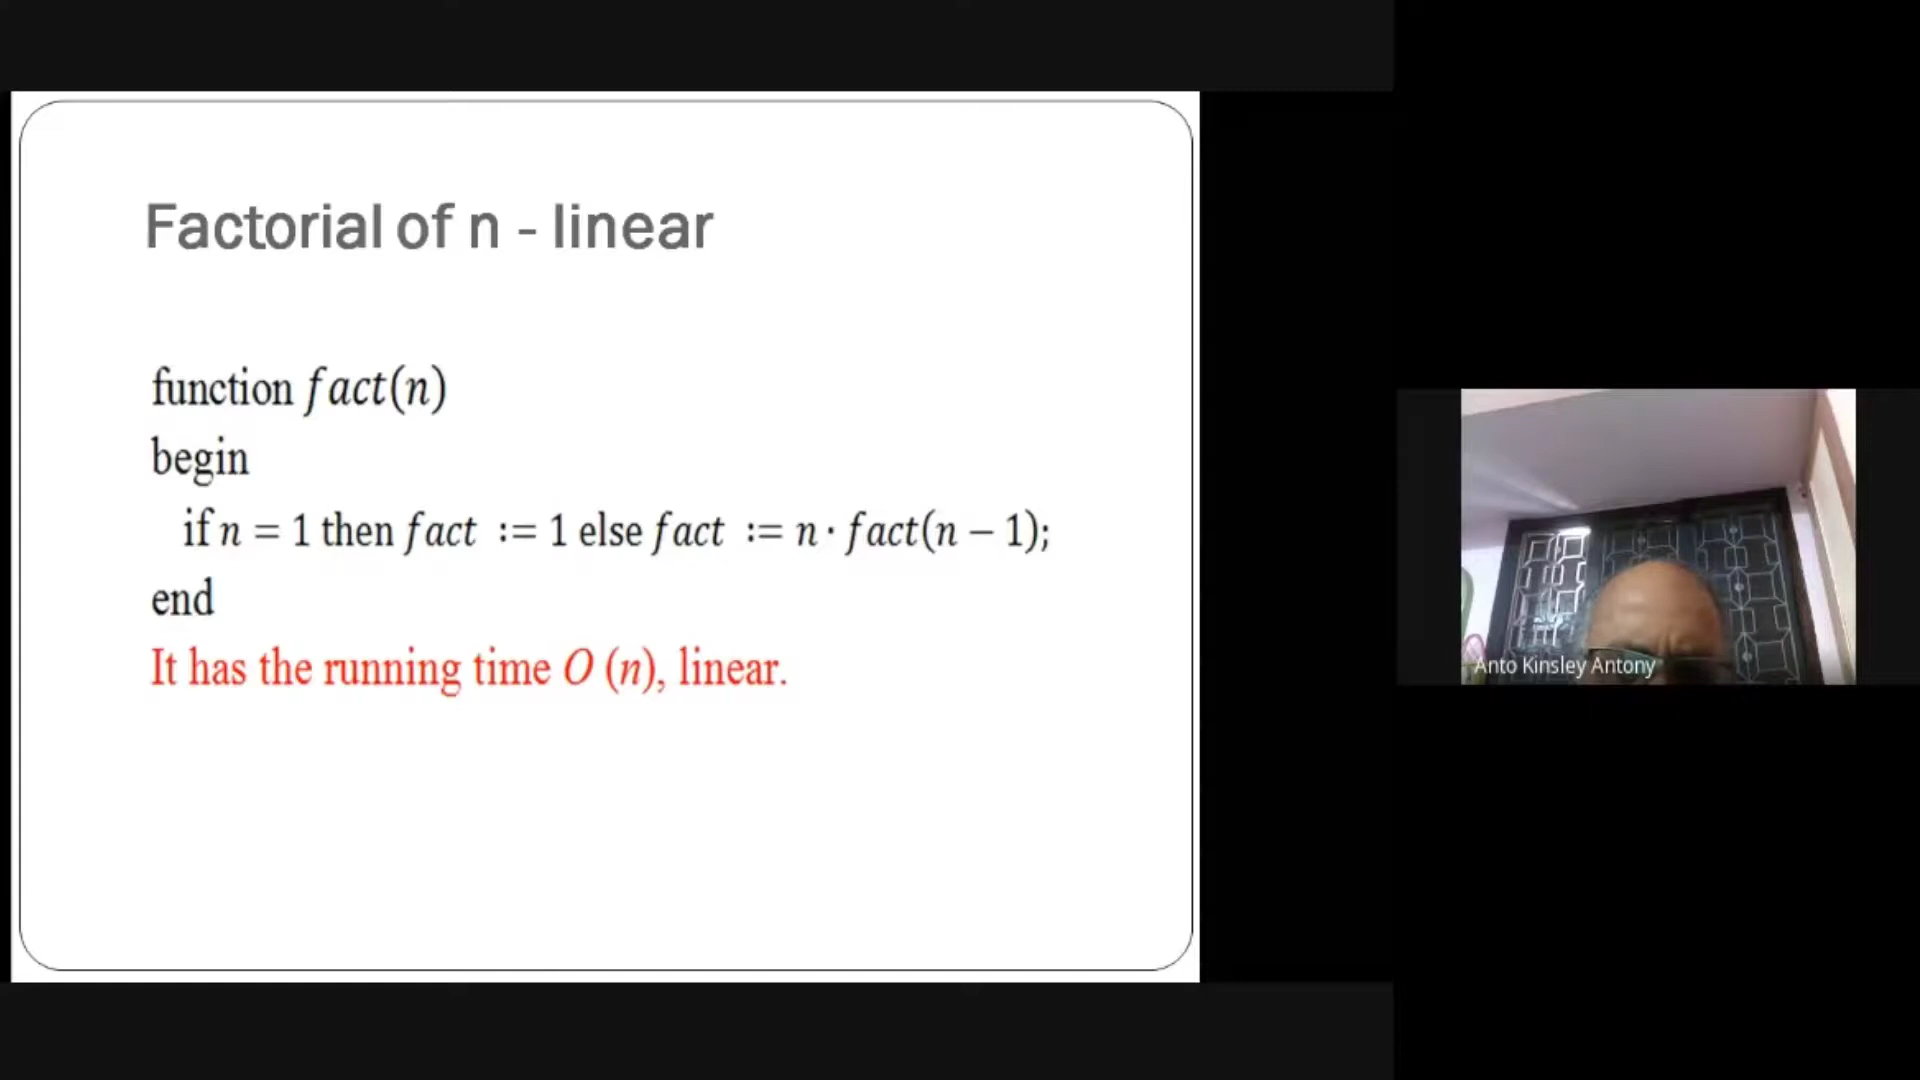 Factorial of n - linear
function fact(n)
begin
if n = 1 then fact := 1 else fact := n · fact(n − 1);
end
It has the running time O (n), linear.
Anto Kinsley Antony